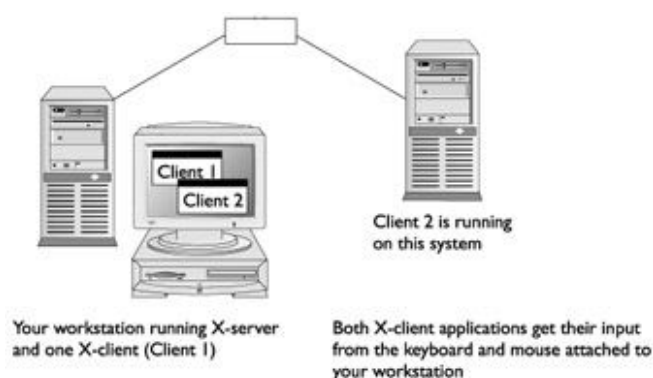 Client 1
Client 2
Client 2 is running
on this system
Your workstation running X-server
and one X-client (Client 1)
Both X-client applications get their input
from the keyboard and mouse attached to
your workstation